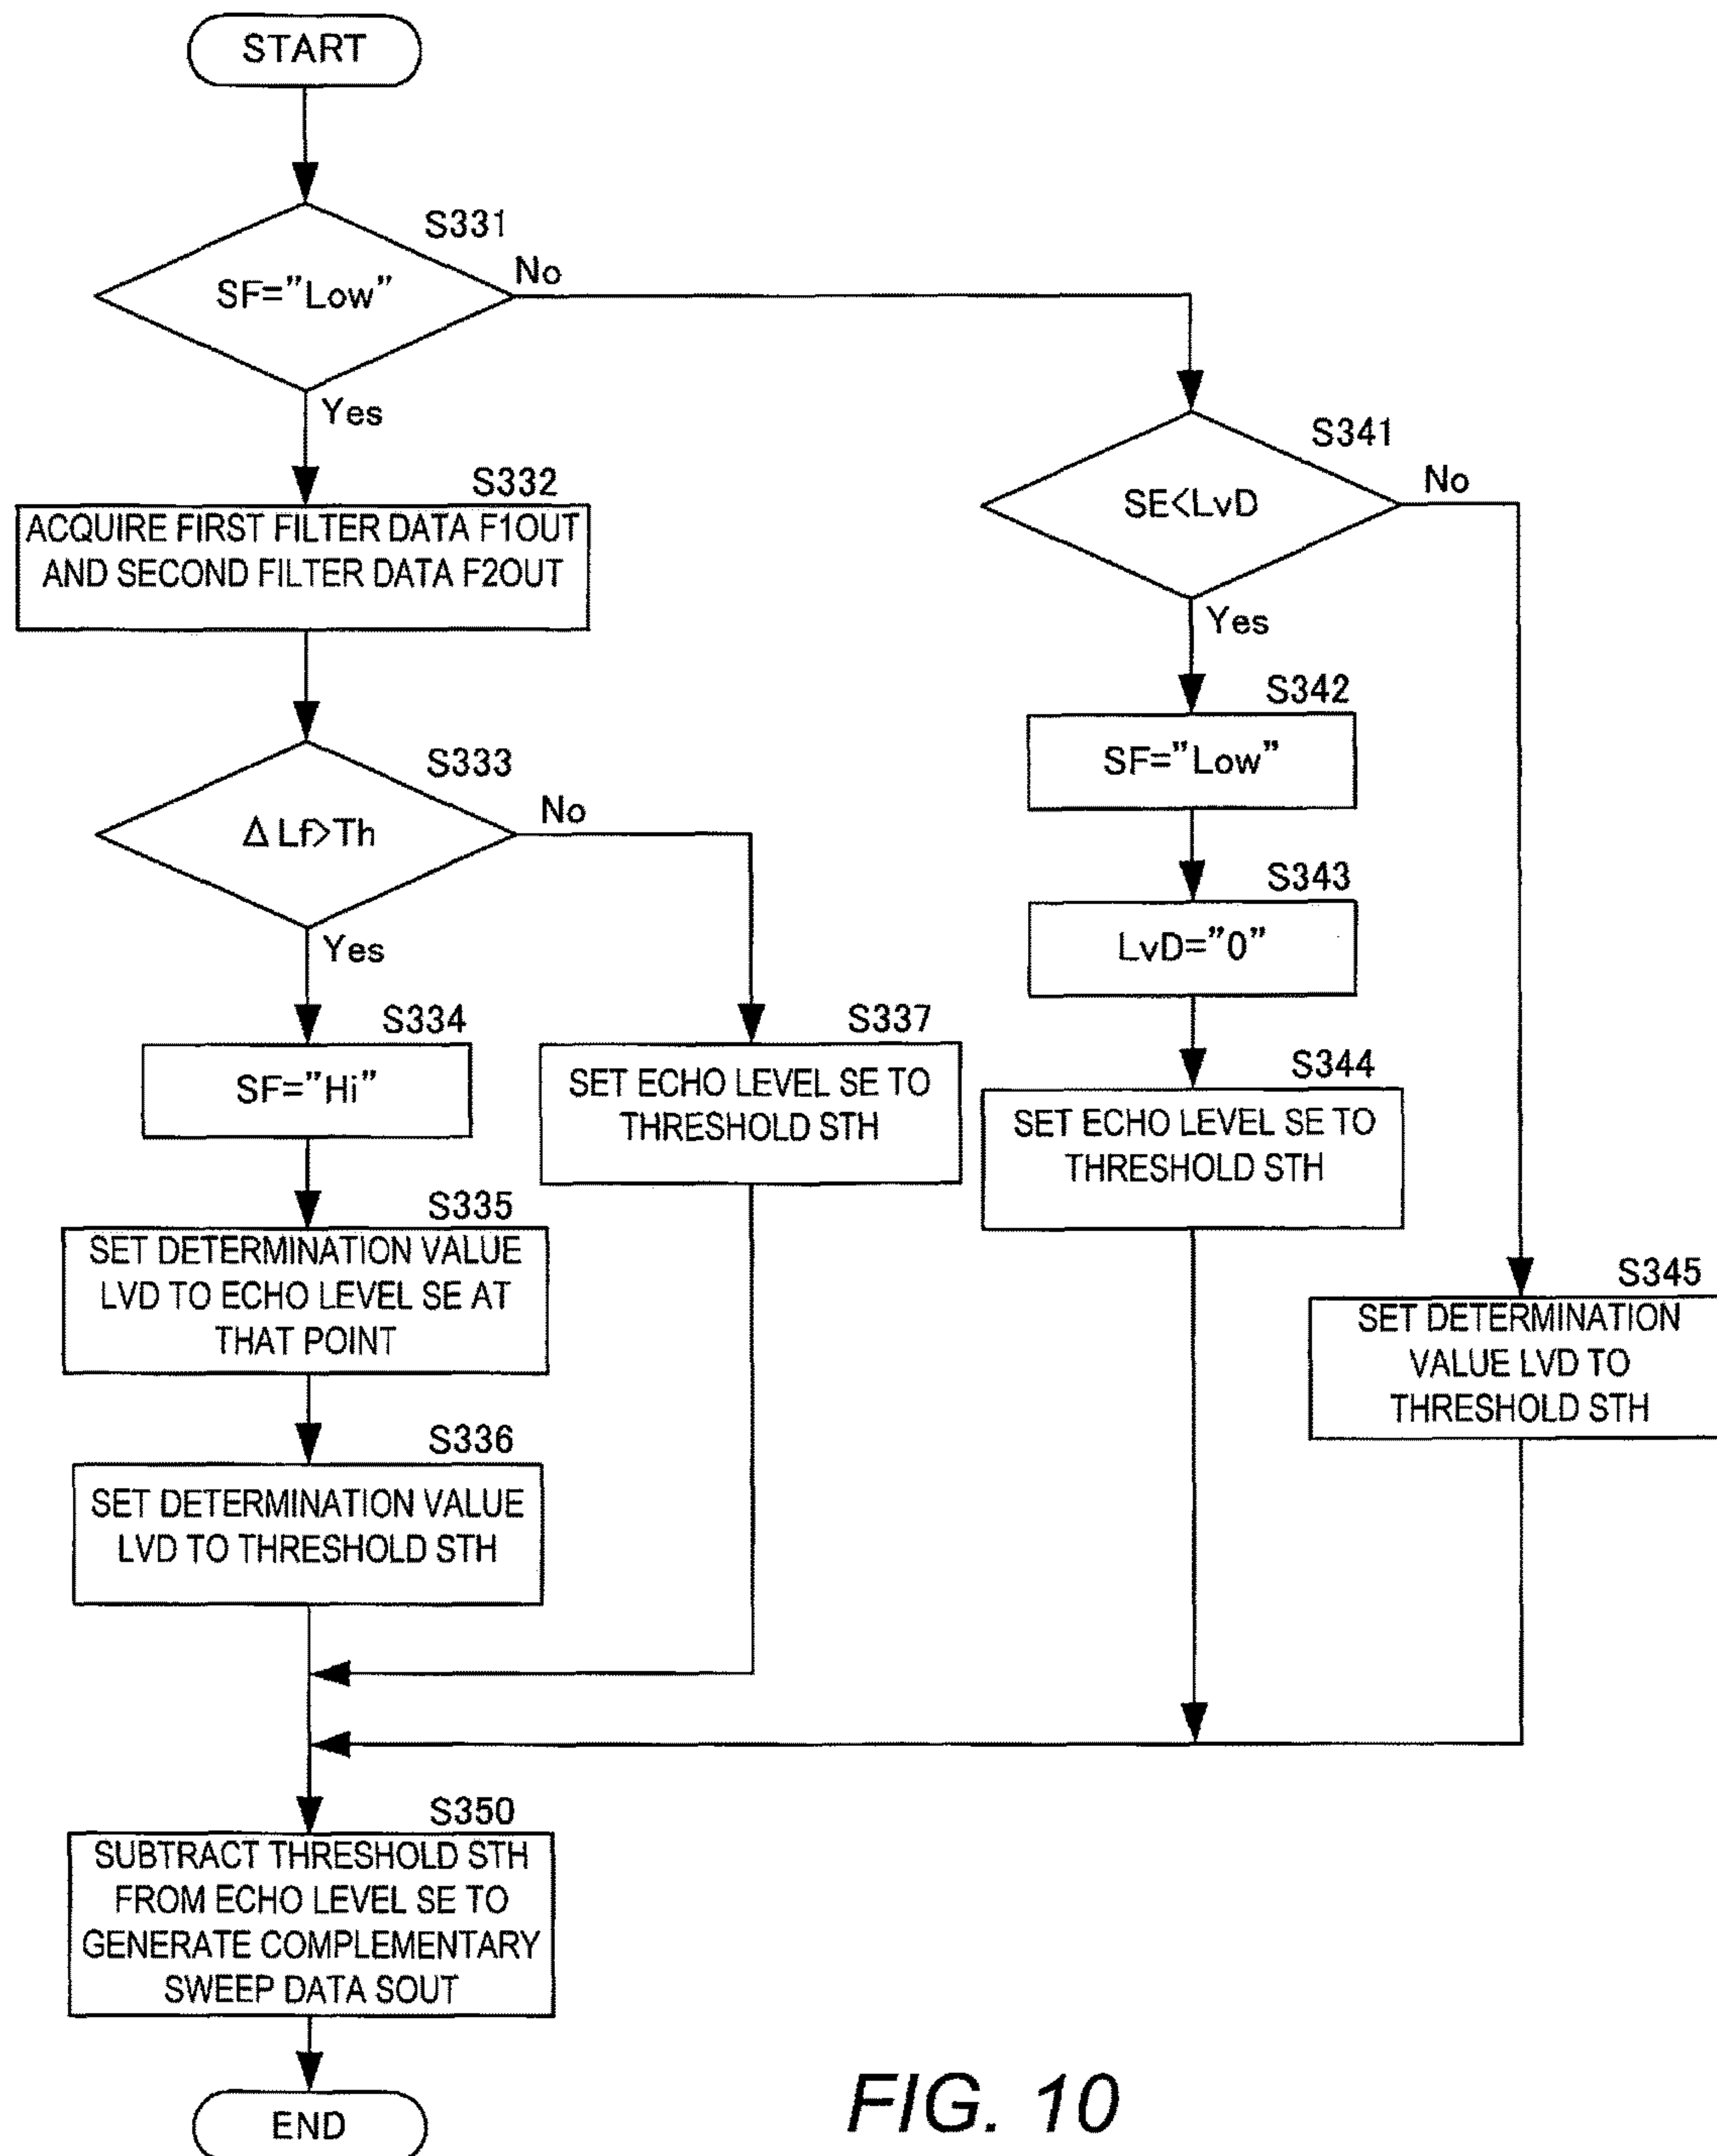 START
S331
SF="Low"
No
Yes
S332
ACQUIRE FIRST FILTER DATA F1OUT
AND SECOND FILTER DATA F2OUT
S333
ΔLf>Th
No
Yes
S334
SF="Hi"
S335
SET DETERMINATION VALUE
LVD TO ECHO LEVEL SE AT
THAT POINT
S336
SET DETERMINATION VALUE
LVD TO THRESHOLD STH
S337
SET ECHO LEVEL SE TO
THRESHOLD STH
S341
SE<LvD
No
Yes
S342
SF="Low"
S343
LvD="0"
S344
SET ECHO LEVEL SE TO
THRESHOLD STH
S345
SET DETERMINATION
VALUE LVD TO
THRESHOLD STH
S350
SUBTRACT THRESHOLD STH
FROM ECHO LEVEL SE TO
GENERATE COMPLEMENTARY
SWEEP DATA SOUT
END
FIG. 10